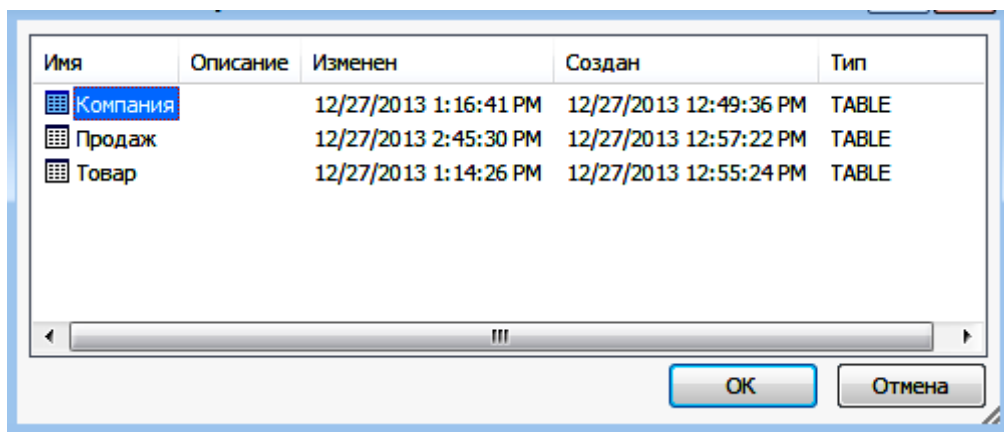 Имя Описание Изменен Создан Тип
Компания 12/27/2013 1:16:41 PM 12/27/2013 12:49:36 PM TABLE
Продаж 12/27/2013 2:45:30 PM 12/27/2013 12:57:22 PM TABLE
Товар 12/27/2013 1:14:26 PM 12/27/2013 12:55:24 PM TABLE
OK Отмена